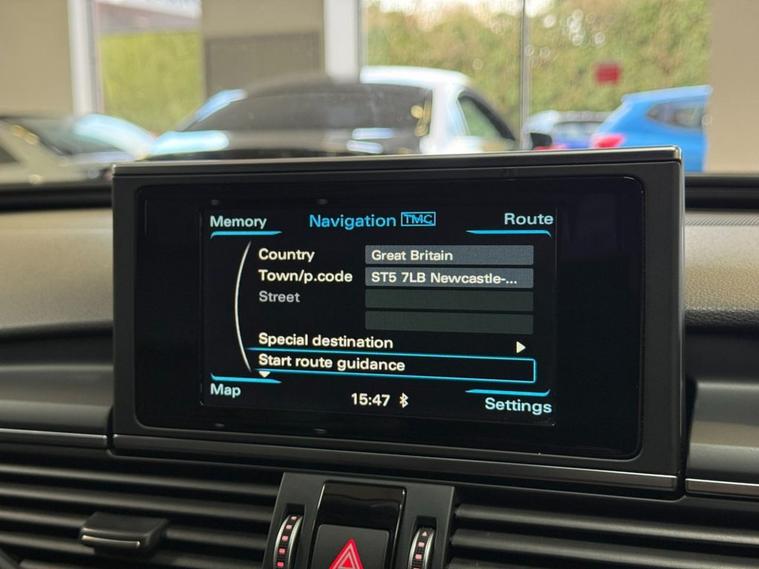 Memory Navigation TMC Route
Country Great Britain
Town/p.code ST5 7LB Newcastle-...
Street
Special destination
Start route guidance
Map 15:47 Settings